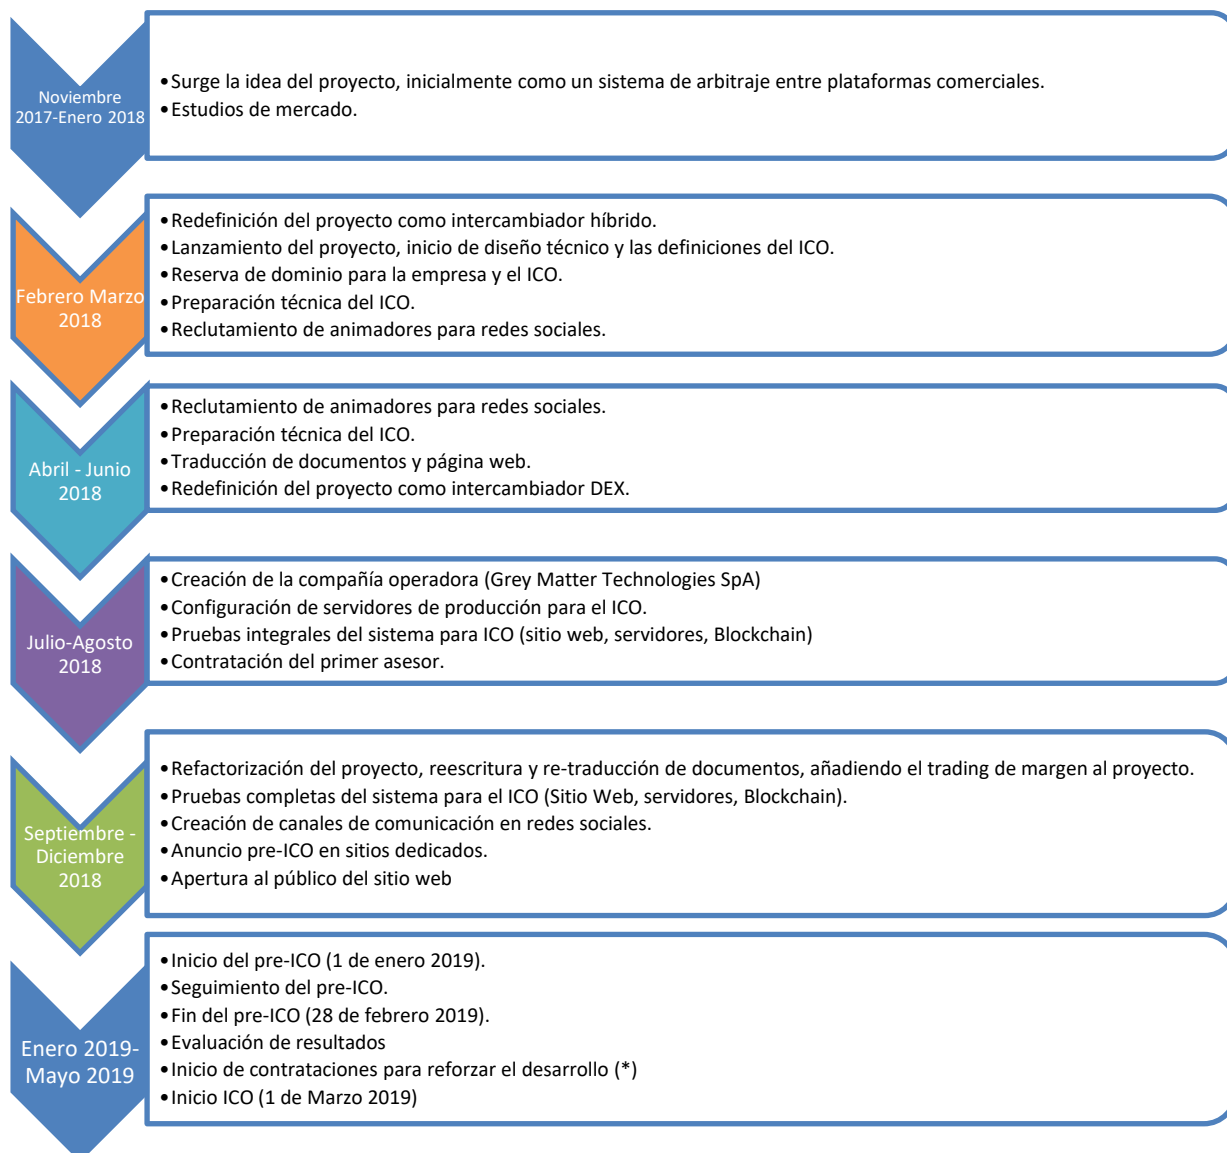 Noviembre
2017-Enero 2018
•Surge la idea del proyecto, inicialmente como un sistema de arbitraje entre plataformas comerciales.
•Estudios de mercado.
Febrero Marzo
2018
•Redefinición del proyecto como intercambiador híbrido.
•Lanzamiento del proyecto, inicio de diseño técnico y las definiciones del ICO.
•Reserva de dominio para la empresa y el ICO.
•Preparación técnica del ICO.
•Reclutamiento de animadores para redes sociales.
Abril - Junio
2018
•Reclutamiento de animadores para redes sociales.
•Preparación técnica del ICO.
•Traducción de documentos y página web.
•Redefinición del proyecto como intercambiador DEX.
Julio-Agosto
2018
•Creación de la compañía operadora (Grey Matter Technologies SpA)
•Configuración de servidores de producción para el ICO.
•Pruebas integrales del sistema para ICO (sitio web, servidores, Blockchain)
•Contratación del primer asesor.
Septiembre -
Diciembre
2018
•Refactorización del proyecto, reescritura y re-traducción de documentos, añadiendo el trading de margen al proyecto.
•Pruebas completas del sistema para el ICO (Sitio Web, servidores, Blockchain).
•Creación de canales de comunicación en redes sociales.
•Anuncio pre-ICO en sitios dedicados.
•Apertura al público del sitio web
Enero 2019-
Mayo 2019
•Inicio del pre-ICO (1 de enero 2019).
•Seguimiento del pre-ICO.
•Fin del pre-ICO (28 de febrero 2019).
•Evaluación de resultados
•Inicio de contrataciones para reforzar el desarrollo (*)
•Inicio ICO (1 de Marzo 2019)